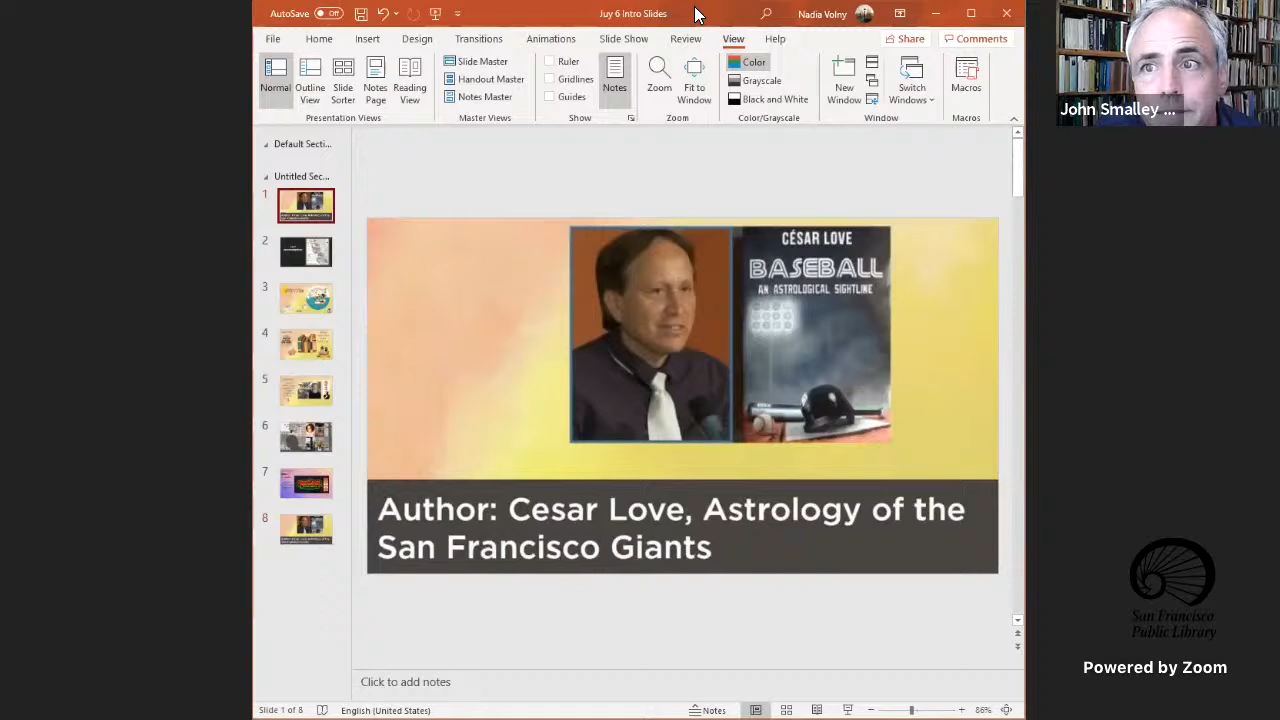 AutoSave
Off
Juy 6 Intro Slides
Nadia Volny
File
Home
Insert
Design
Transitions
Animations
Slide Show
Review
View
Help
Share
Comments
Normal
Outline View
Slide Sorter
Notes Page
Reading View
Presentation Views
Slide Master
Handout Master
Notes Master
Master Views
Ruler
Gridlines
Guides
Show
Notes
Zoom
Fit to Window
Zoom
Color
Grayscale
Black and White
Color/Grayscale
New Window
Switch Windows
Window
Macros
Macros
Default Secti...
Untitled Sec...
1
2
3
4
5
6
7
8
CÉSAR LOVE
BASEBALL
AN ASTROLOGICAL SIGHTLINE
Author: Cesar Love, Astrology of the
San Francisco Giants
Click to add notes
Slide 1 of 8
English (United States)
Notes
86%
John Smalley ...
San Francisco
Public Library
Powered by Zoom